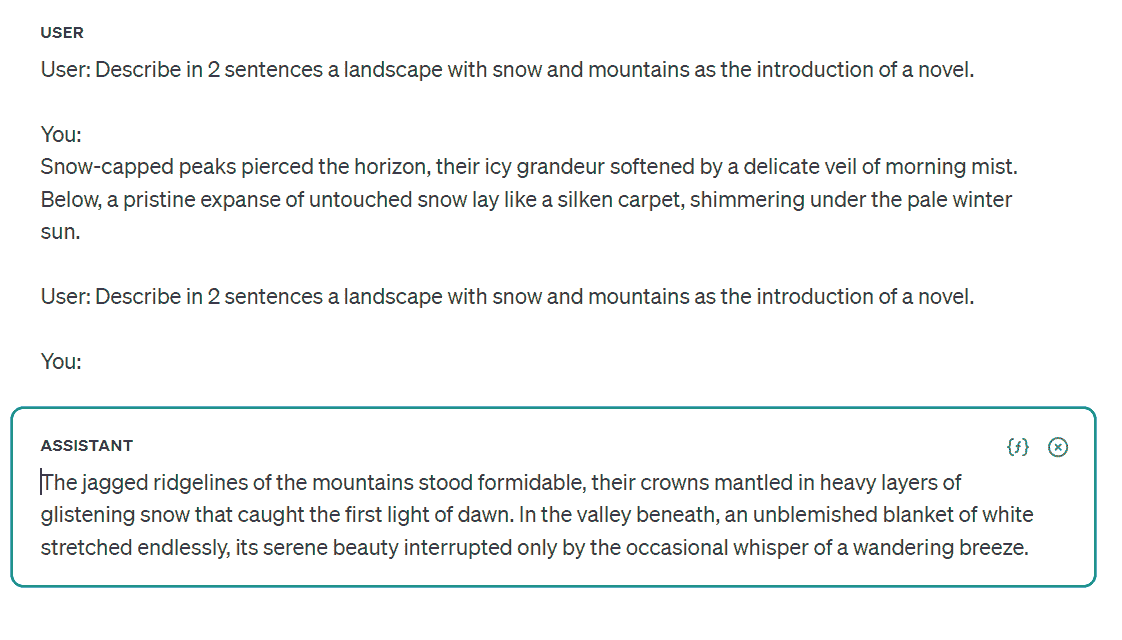 USER
User: Describe in 2 sentences a landscape with snow and mountains as the introduction of a novel.
You:
Snow-capped peaks pierced the horizon, their icy grandeur softened by a delicate veil of morning mist.
Below, a pristine expanse of untouched snow lay like a silken carpet, shimmering under the pale winter
sun.
User: Describe in 2 sentences a landscape with snow and mountains as the introduction of a novel.
You:
ASSISTANT
The jagged ridgelines of the mountains stood formidable, their crowns mantled in heavy layers of
glistening snow that caught the first light of dawn. In the valley beneath, an unblemished blanket of white
stretched endlessly, its serene beauty interrupted only by the occasional whisper of a wandering breeze.